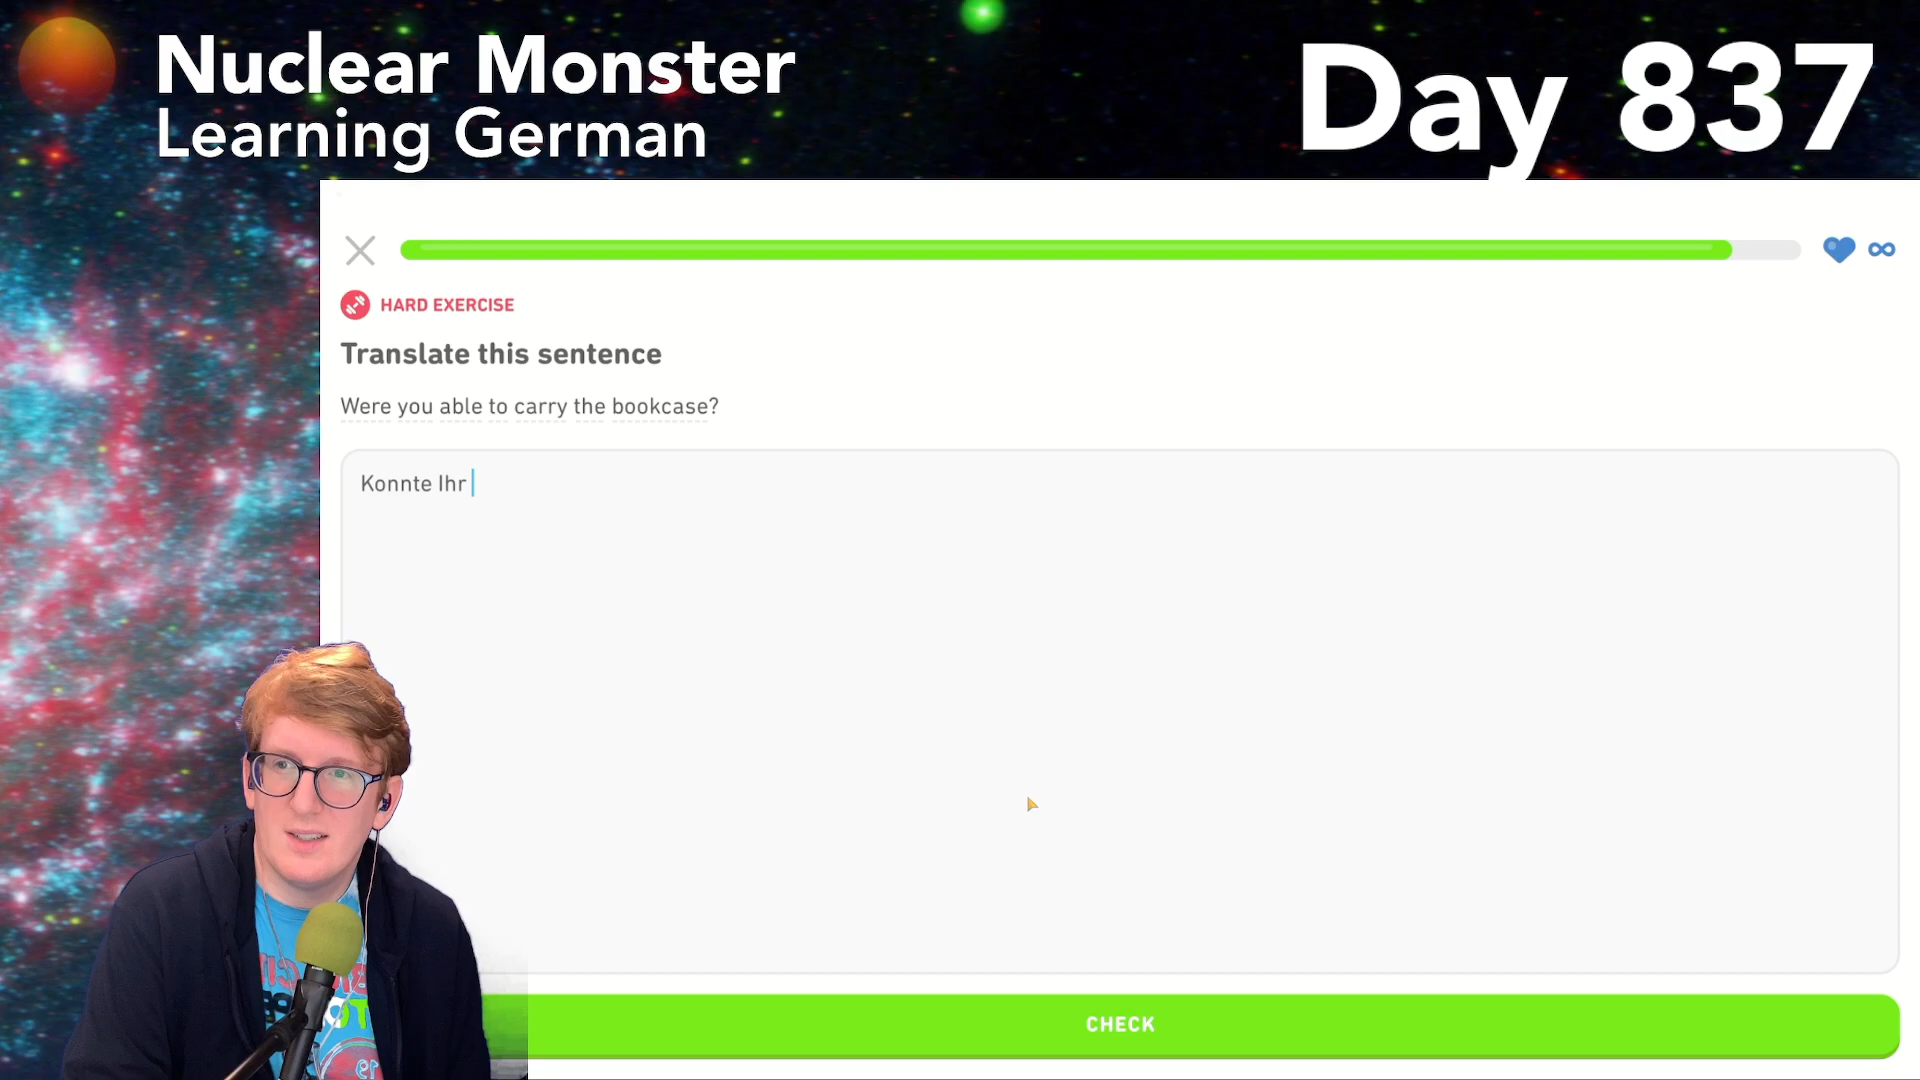 Nuclear Monster
Learning German
Day 837
HARD EXERCISE
Translate this sentence
Were you able to carry the bookcase?
Konnte Ihr
CHECK